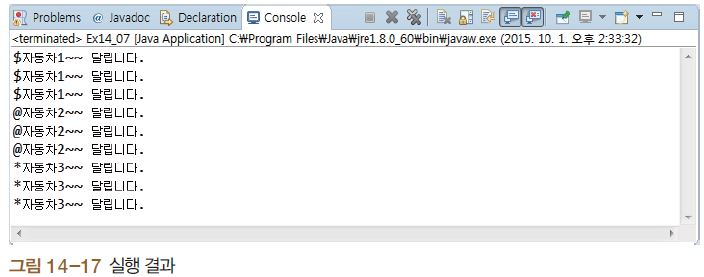 Problems @ Javadoc Declaration Console
<terminated> Ex14_07 [Java Application] C:₩Program Files₩Java₩jre1.8.0_60₩bin₩javaw.exe (2015. 10. 1. 오후 2:33:32)
$자동차1~~ 달립니다.
$자동차1~~ 달립니다.
$자동차1~~ 달립니다.
@자동차2~~ 달립니다.
@자동차2~~ 달립니다.
@자동차2~~ 달립니다.
*자동차3~~ 달립니다.
*자동차3~~ 달립니다.
*자동차3~~ 달립니다.
그림 14-17 실행 결과